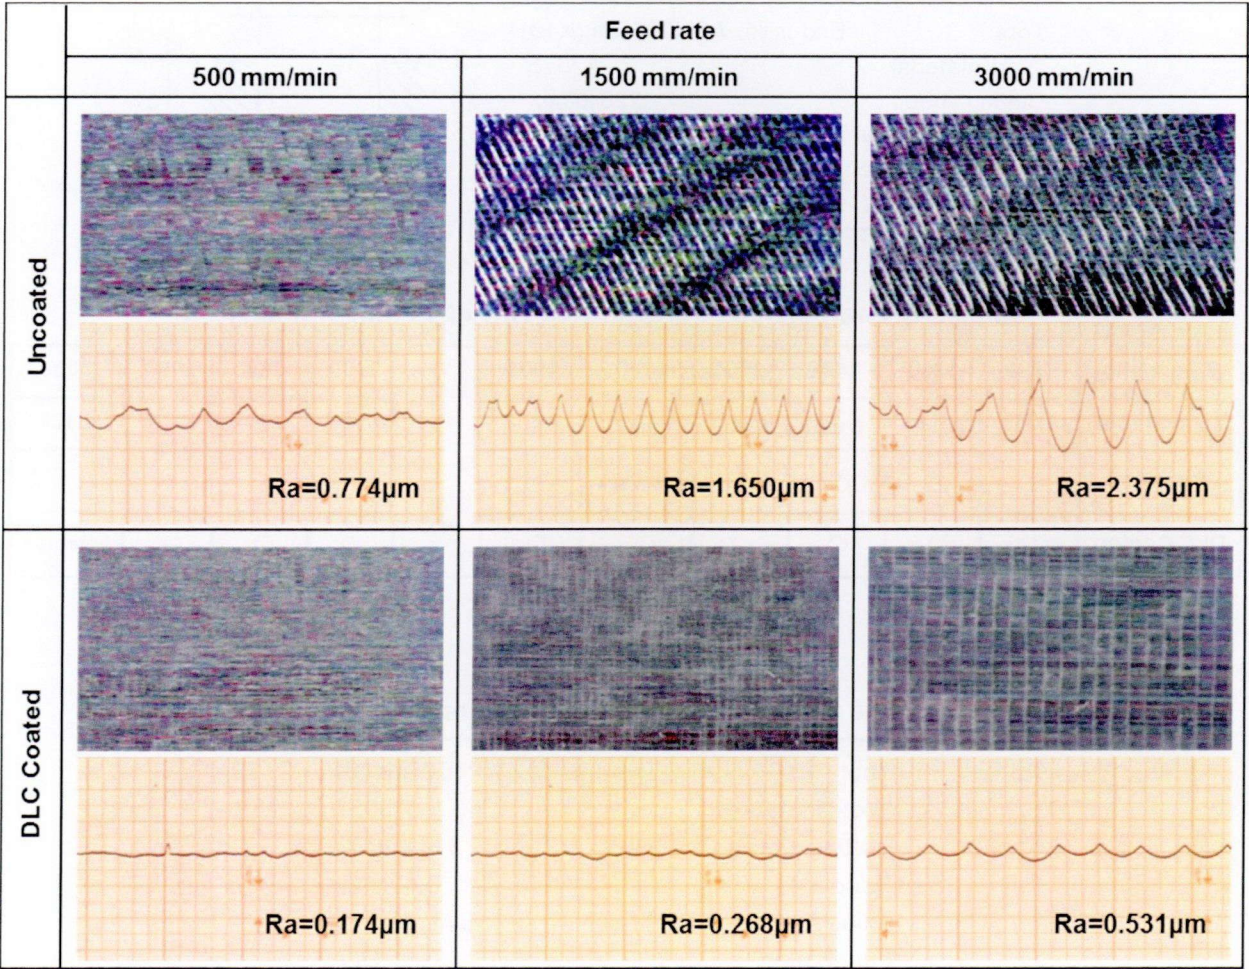 Feed rate
500 mm/min
1500 mm/min
3000 mm/min
Uncoated
Ra=0.774μm
Ra=1.650μm
Ra=2.375μm
DLC Coated
Ra=0.174μm
Ra=0.268μm
Ra=0.531μm